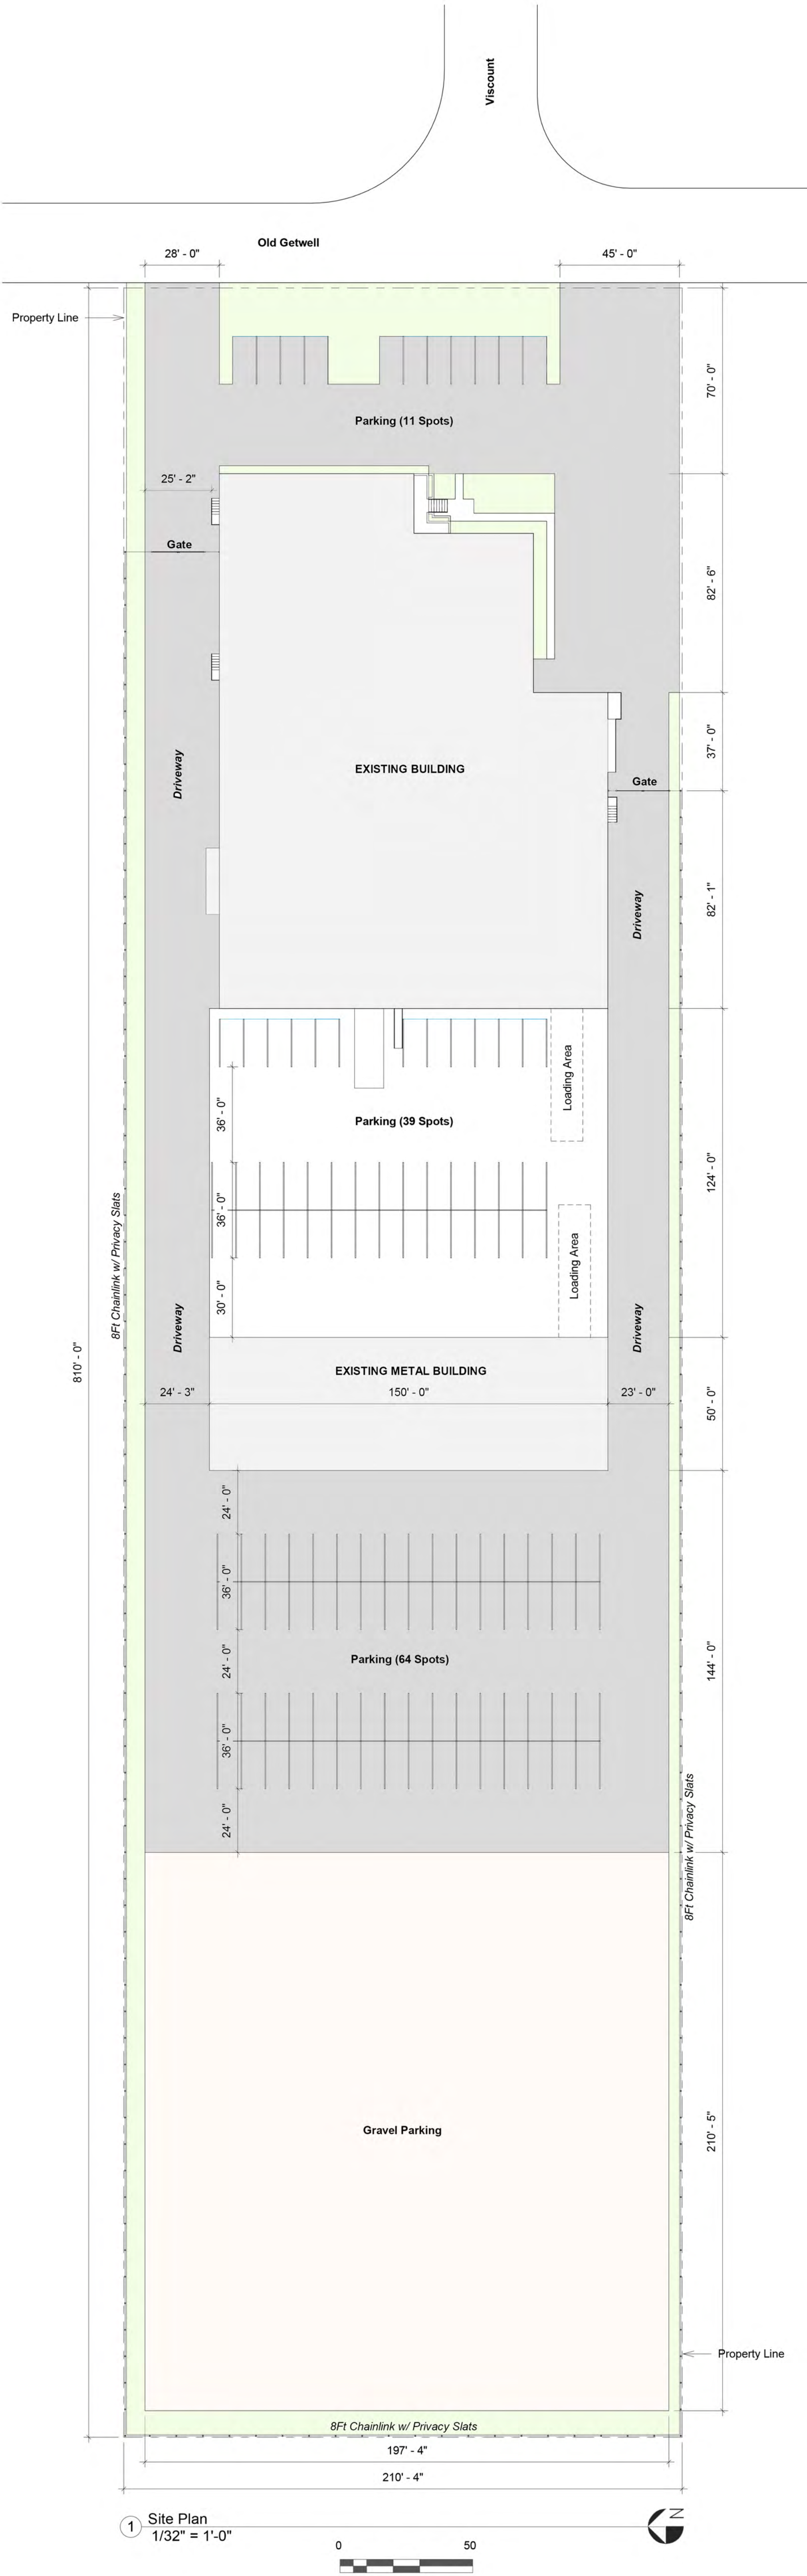 Viscount
Old Getwell
28' - 0"
45' - 0"
Property Line
70' - 0"
Parking (11 Spots)
25' - 2"
Gate
82' - 6"
EXISTING BUILDING
37' - 0"
Driveway
Gate
82' - 1"
Driveway
Loading Area
36' - 0"
Parking (39 Spots)
124' - 0"
36' - 0"
8Ft Chainlink w/ Privacy Slats
Loading Area
30' - 0"
Driveway
Driveway
810' - 0"
EXISTING METAL BUILDING
24' - 3"
150' - 0"
23' - 0"
50' - 0"
24' - 0"
36' - 0"
24' - 0"
Parking (64 Spots)
144' - 0"
36' - 0"
24' - 0"
8Ft Chainlink w/ Privacy Slats
Gravel Parking
210' - 5"
Property Line
8Ft Chainlink w/ Privacy Slats
197' - 4"
210' - 4"
1
Site Plan
1/32" = 1'-0"
N
0
50